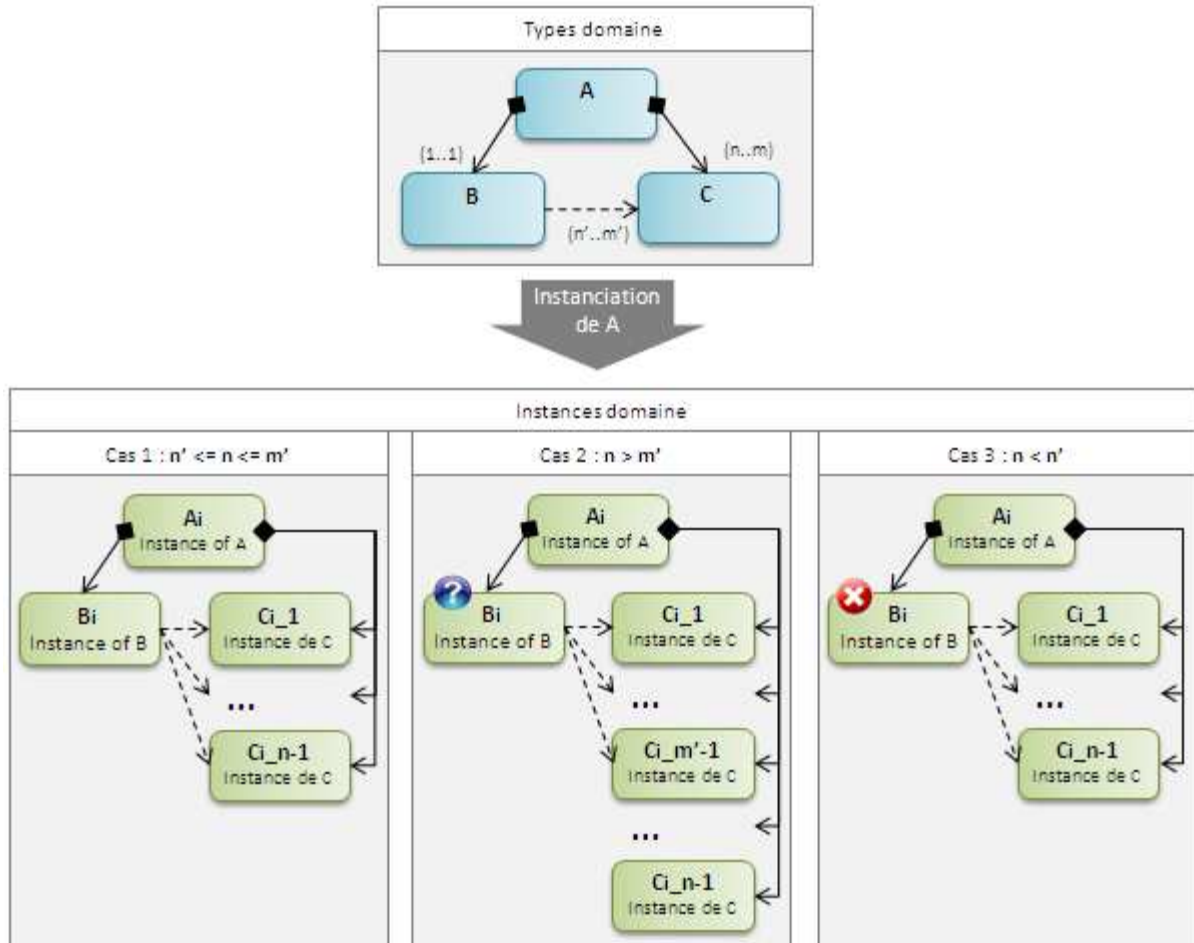 Types domaine
A
(1..1)
(n..m)
B
C
(n'..m')
Instanciation
de A
Instances domaine
Cas 1 : n' <= n <= m'
Cas 2 : n > m'
Cas 3 : n < n'
Ai
Instance of A
Ai
Instance of A
Ai
Instance of A
Bi
Instance of B
Ci_1
Instance de C
?
Bi
Instance of B
Ci_1
Instance de C
Bi
Instance of B
Ci_1
Instance de C
...
...
...
Ci_n-1
Instance de C
Ci_m'-1
Instance de C
Ci_n-1
Instance de C
...
Ci_n-1
Instance de C